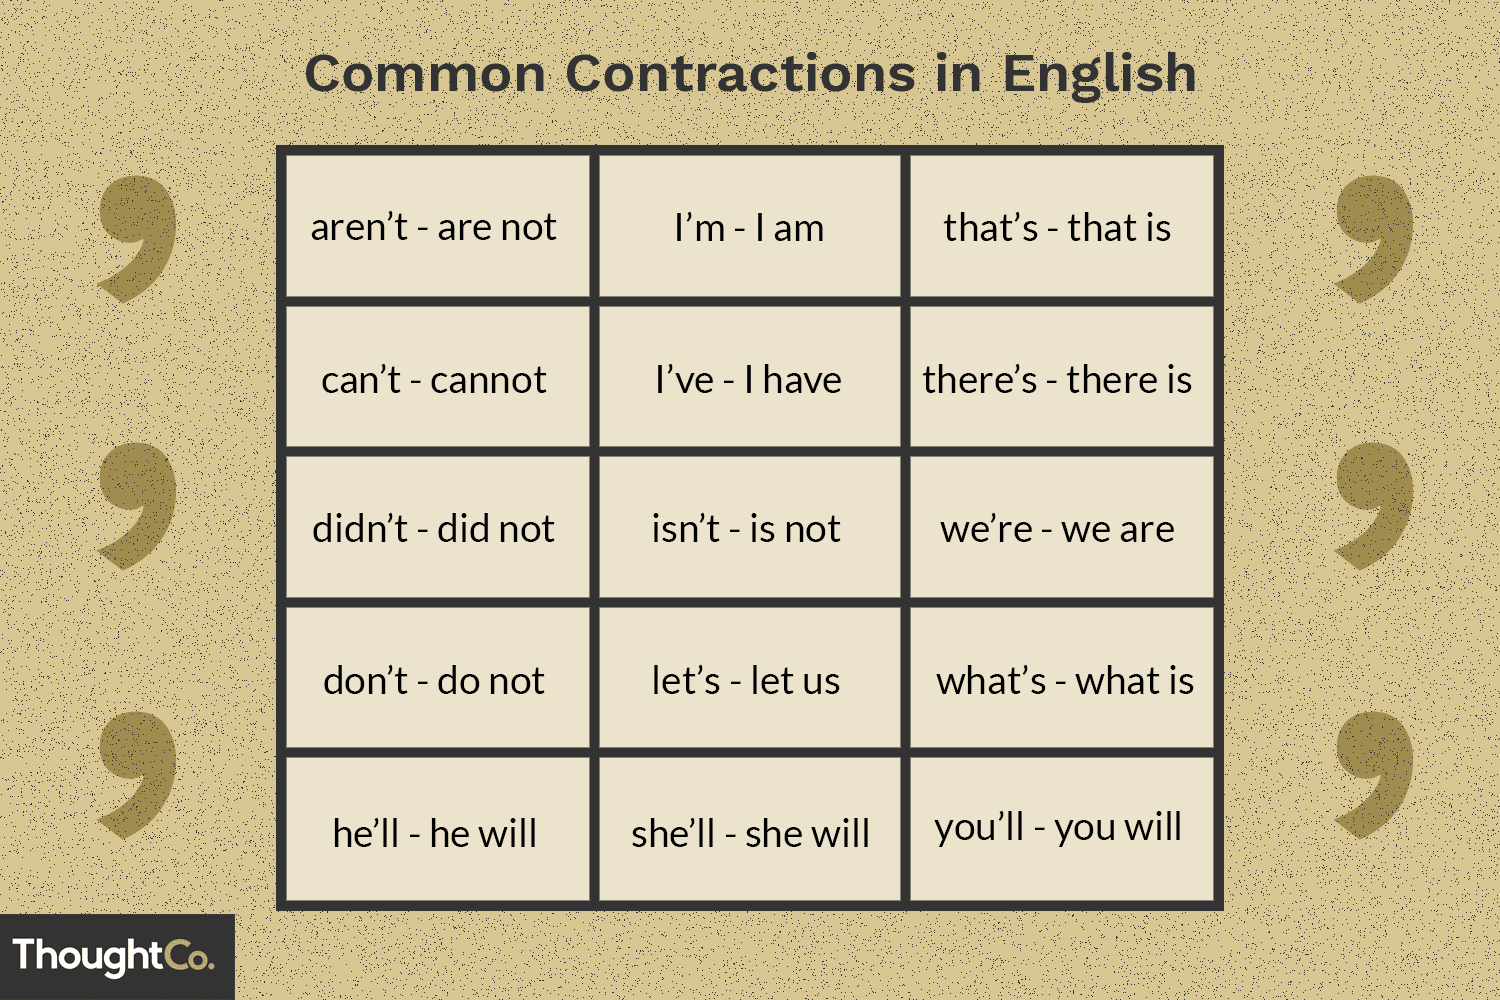 Common Contractions in English
aren’t - are not
I’m - I am
that’s - that is
can’t - cannot
I’ve - I have
there’s - there is
didn’t - did not
isn’t - is not
we’re - we are
don’t - do not
let’s - let us
what’s - what is
he’ll - he will
she’ll - she will
you’ll - you will
ThoughtCo.